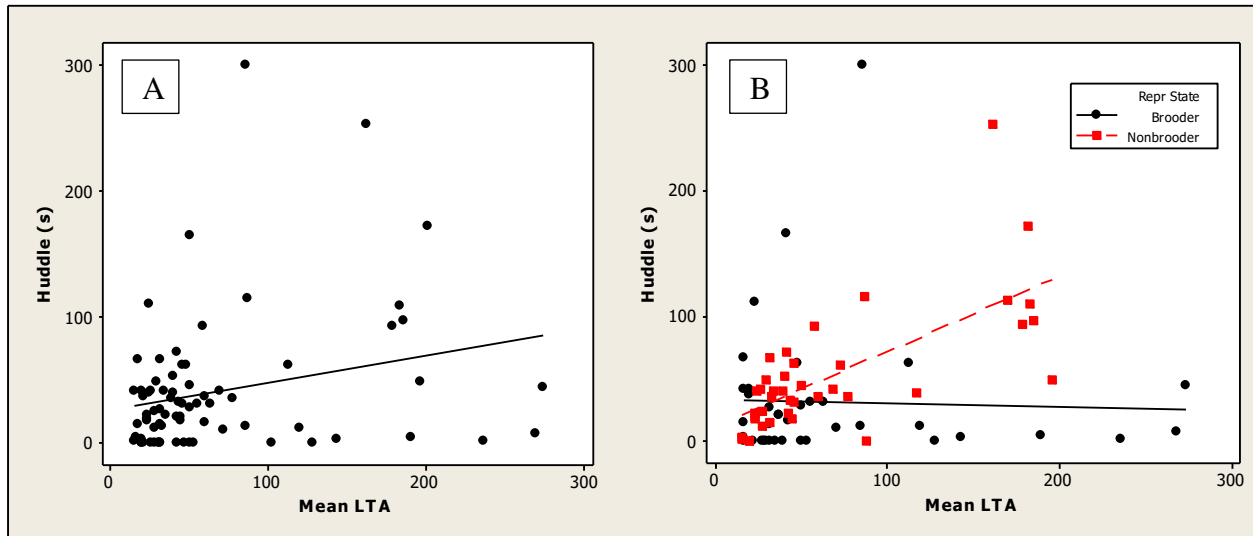 A
Huddle (s)
300
200
100
0
0 100 200 300
Mean LTA
B
Huddle (s)
300
200
100
0
0 100 200 300
Mean LTA
Repr State
Brooder
Nonbrooder